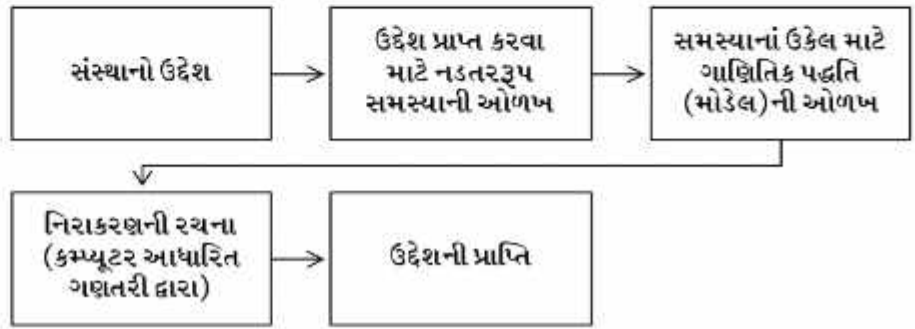 સંસ્થાનો ઉદ્દેશ
ઉદ્દેશ પ્રાપ્ત કરવા
માટે નડતરરૂપ
સમસ્યાની ઓળખ
સમસ્યાનાં ઉકેલ માટે
ગાણિતિક પદ્ધતિ
(મોડેલ)ની ઓળખ
નિરાકરણની રચના
(કમ્પ્યૂટર આધારિત
ગણતરી દ્વારા)
ઉદ્દેશની પ્રાપ્તિ